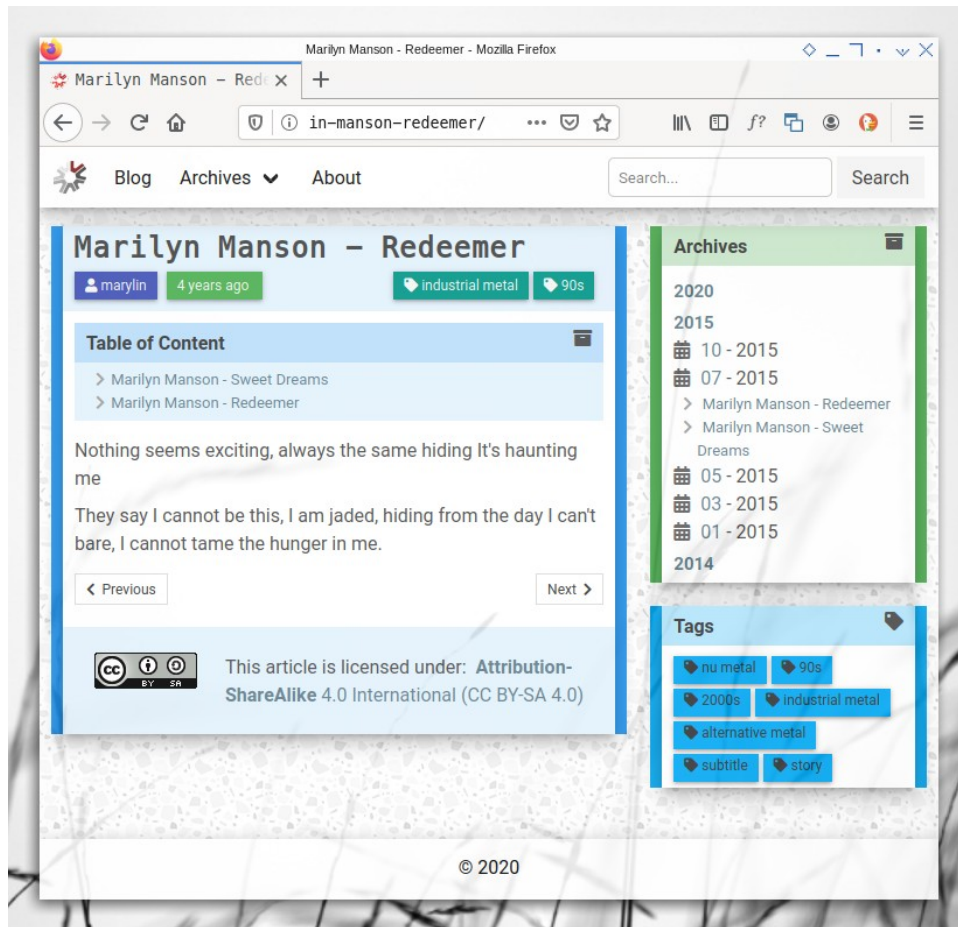 Marilyn Manson - Redeemer - Mozilla Firefox
Marilyn Manson – Rede
in-manson-redeemer/
f?
Blog Archives About
Search... Search
Marilyn Manson – Redeemer
marylin 4 years ago industrial metal 90s
Table of Content
Marilyn Manson - Sweet Dreams
Marilyn Manson - Redeemer
Nothing seems exciting, always the same hiding It's haunting
me
They say I cannot be this, I am jaded, hiding from the day I can't
bare, I cannot tame the hunger in me.
Previous Next
cc BY SA
This article is licensed under: Attribution-
ShareAlike 4.0 International (CC BY-SA 4.0)
Archives
2020
2015
10 - 2015
07 - 2015
Marilyn Manson - Redeemer
Marilyn Manson - Sweet
Dreams
05 - 2015
03 - 2015
01 - 2015
2014
Tags
nu metal 90s
2000s industrial metal
alternative metal
subtitle story
© 2020